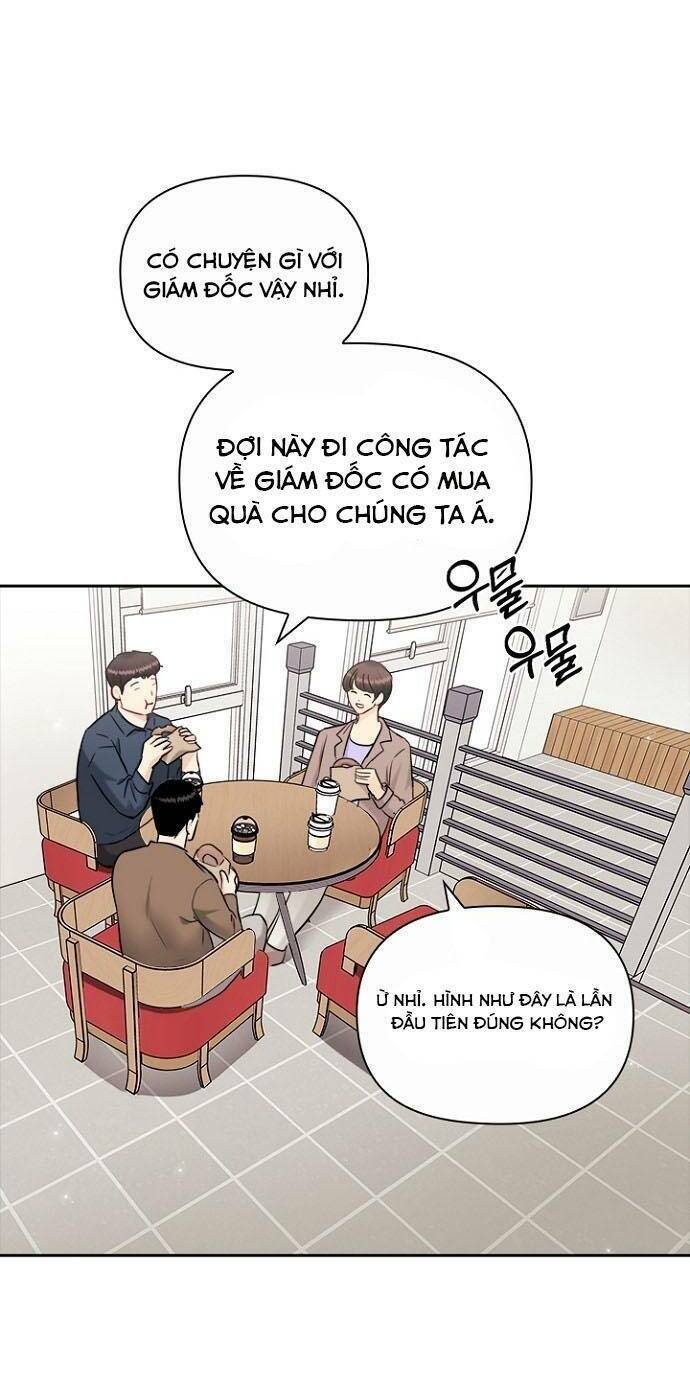 CÓ CHUYỆN GÌ VỚI
GIÁM ĐỐC VẬY NHỈ.
ĐỢI NÀY ĐI CÔNG TÁC
VỀ GIÁM ĐỐC CÓ MUA
QUÀ CHO CHÚNG TA Á.
우물
우물
Ừ NHỈ. HÌNH NHƯ ĐÂY LÀ LẦN
ĐẦU TIÊN ĐÚNG KHÔNG?